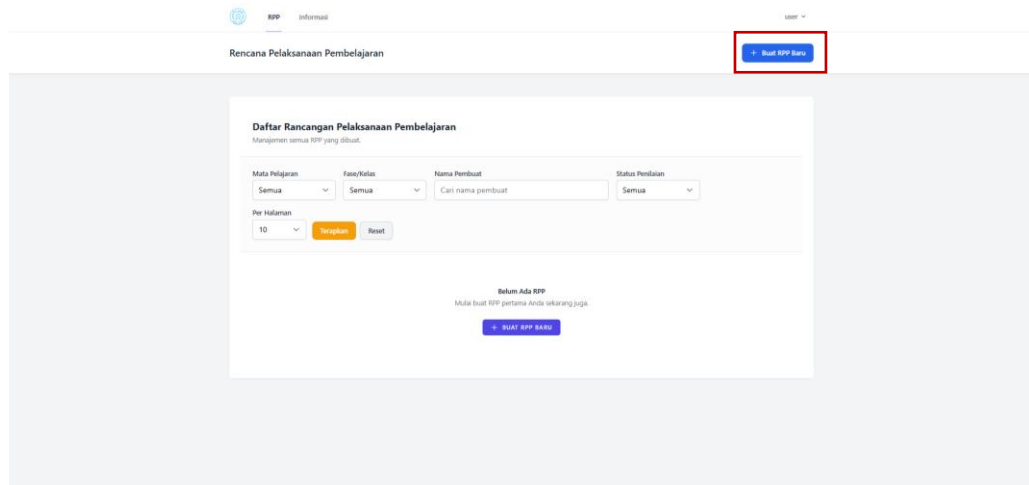 RPP Informasi user
Rencana Pelaksanaan Pembelajaran + Buat RPP Baru
Daftar Rancangan Pelaksanaan Pembelajaran
Manajemen semua RPP yang dibuat.
Mata Pelajaran Fase/Kelas Nama Pembuat Status Penilaian
Semua Semua Cari nama pembuat Semua
Per Halaman
10 Terapkan Reset
Belum Ada RPP
Mulai buat RPP pertama Anda sekarang juga.
+ BUAT RPP BARU